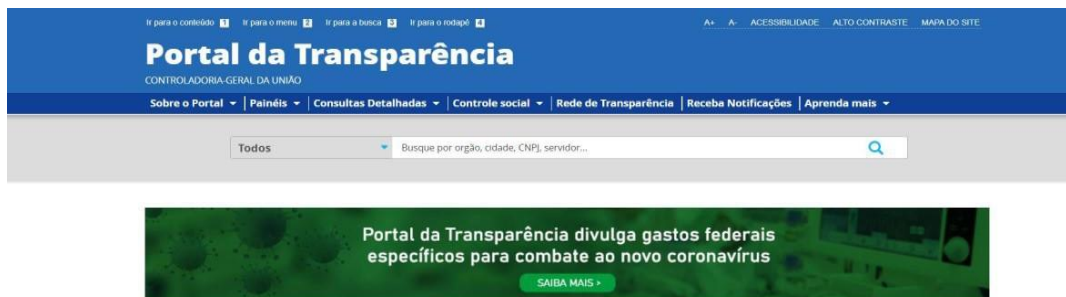 Ir para o conteúdo 1 Ir para o menu 2 Ir para a busca 3 Ir para o rodapé 4 A+ A- ACESSIBILIDADE ALTO CONTRASTE MAPA DO SITE
Portal da Transparência
CONTROLADORIA-GERAL DA UNIÃO
Sobre o Portal Painéis Consultas Detalhadas Controle social Rede de Transparência Receba Notificações Aprenda mais
Todos Busque por orgão, cidade, CNPJ, servidor...
Portal da Transparência divulga gastos federais
específicos para combate ao novo coronavírus
SAIBA MAIS >